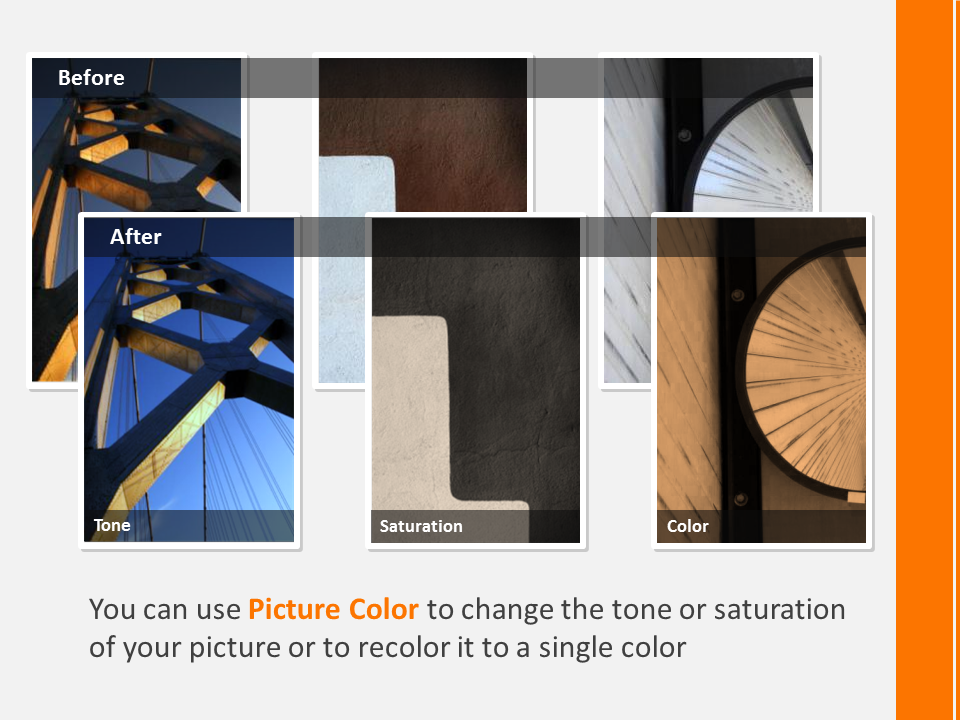 Before
After
Tone
Saturation
Color
You can use Picture Color to change the tone or saturation
of your picture or to recolor it to a single color